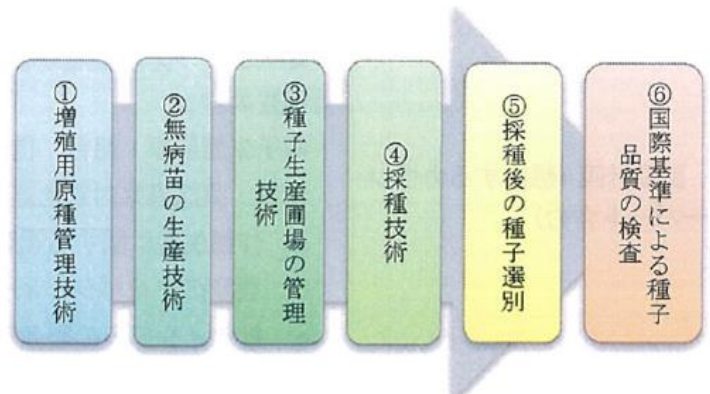 ①増殖用原種管理技術
②無病苗の生産技術
③種子生産圃場の管理
技術
④採種技術
⑤採種後の種子選別
⑥国際基準による種子
品質の検査